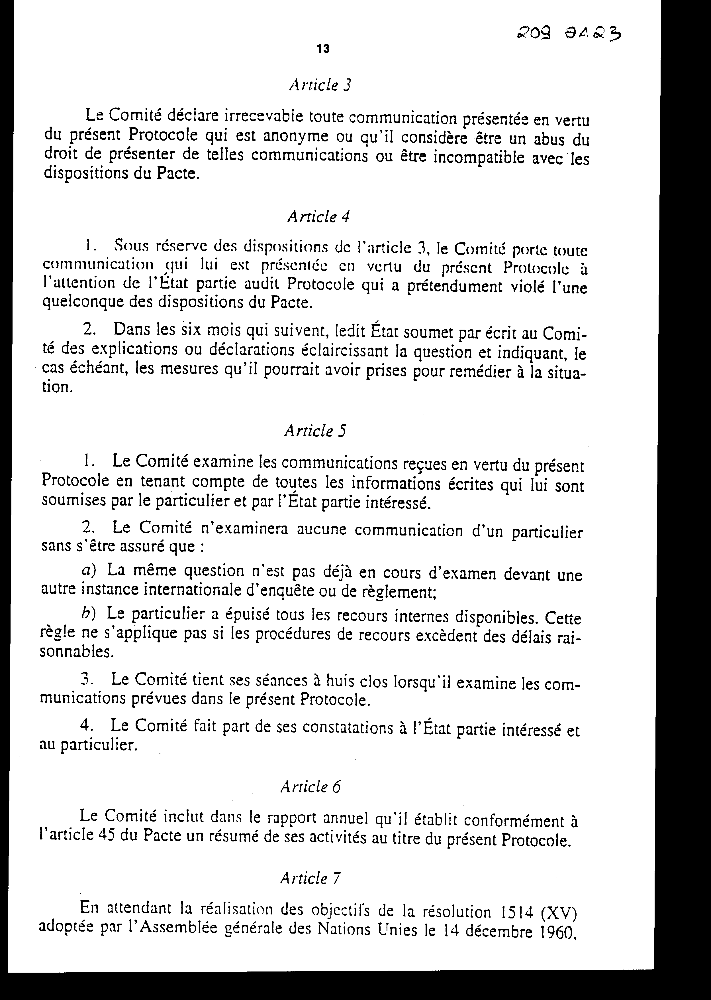 209
13
Article 3
Le Comité déclare irrecevable toute communication présentée en vertu
du présent Protocole qui est anonyme ou qu'il considère être un abus du
droit de présenter de telles communications ou être incompatible avec les
dispositions du Pacte.
Article 4
1. Sous réserve des dispositions de l'article 3, le Comité porte toute
communication qui lui est présentée en vertu du présent Protocole à
l'attention de l'État partie audit Protocole qui a prétendument violé l'une
quelconque des dispositions du Pacte.
2. Dans les six mois qui suivent, ledit État soumet par écrit au Comi-
té des explications ou déclarations éclaircissant la question et indiquant, le
cas échéant, les mesures qu'il pourrait avoir prises pour remédier à la situa-
tion.
Article 5
1. Le Comité examine les communications reçues en vertu du présent
Protocole en tenant compte de toutes les informations écrites qui lui sont
soumises par le particulier et par l'État partie intéressé.
2. Le Comité n'examinera aucune communication d'un particulier
sans s'être assuré que :
a) La même question n'est pas déjà en cours d'examen devant une
autre instance internationale d'enquête ou de règlement;
b) Le particulier a épuisé tous les recours internes disponibles. Cette
règle ne s'applique pas si les procédures de recours excèdent des délais rai-
sonnables.
3. Le Comité tient ses séances à huis clos lorsqu'il examine les com-
munications prévues dans le présent Protocole.
4. Le Comité fait part de ses constatations à l'État partie intéressé et
au particulier.
Article 6
Le Comité inclut dans le rapport annuel qu'il établit conformément à
l'article 45 du Pacte un résumé de ses activités au titre du présent Protocole.
Article 7
En attendant la réalisation des objectifs de la résolution 1514 (XV)
adoptée par l'Assemblée générale des Nations Unies le 14 décembre 1960,